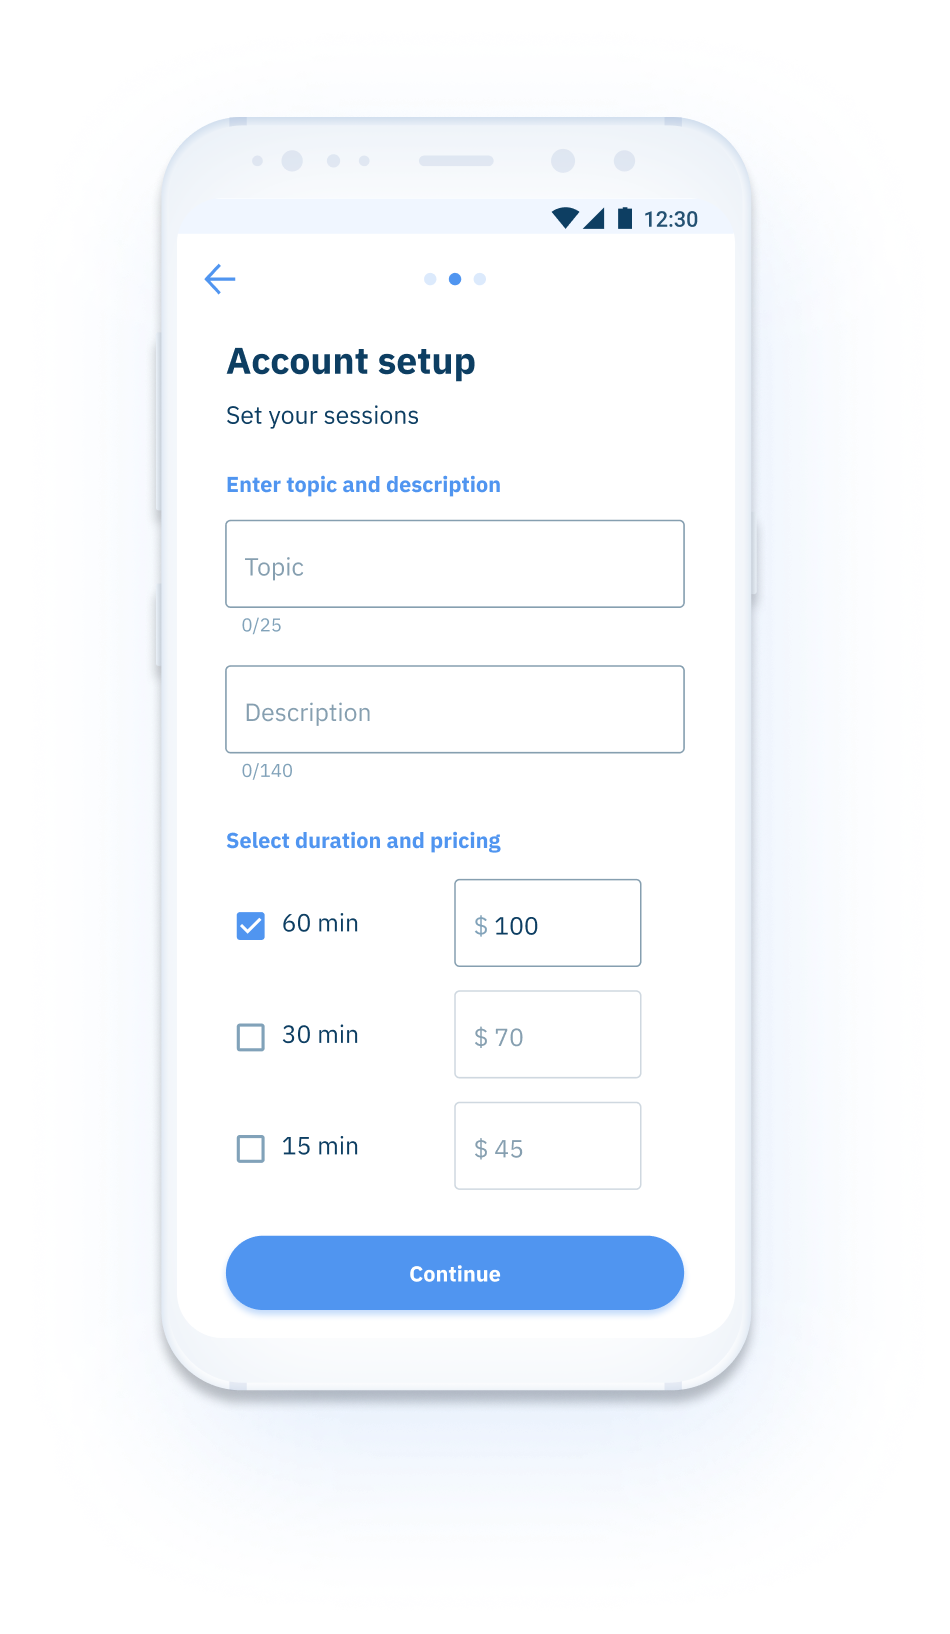 12:30
Account setup
Set your sessions
Enter topic and description
Topic
0/25
Description
0/140
Select duration and pricing
60 min $ 100
30 min $ 70
15 min $ 45
Continue